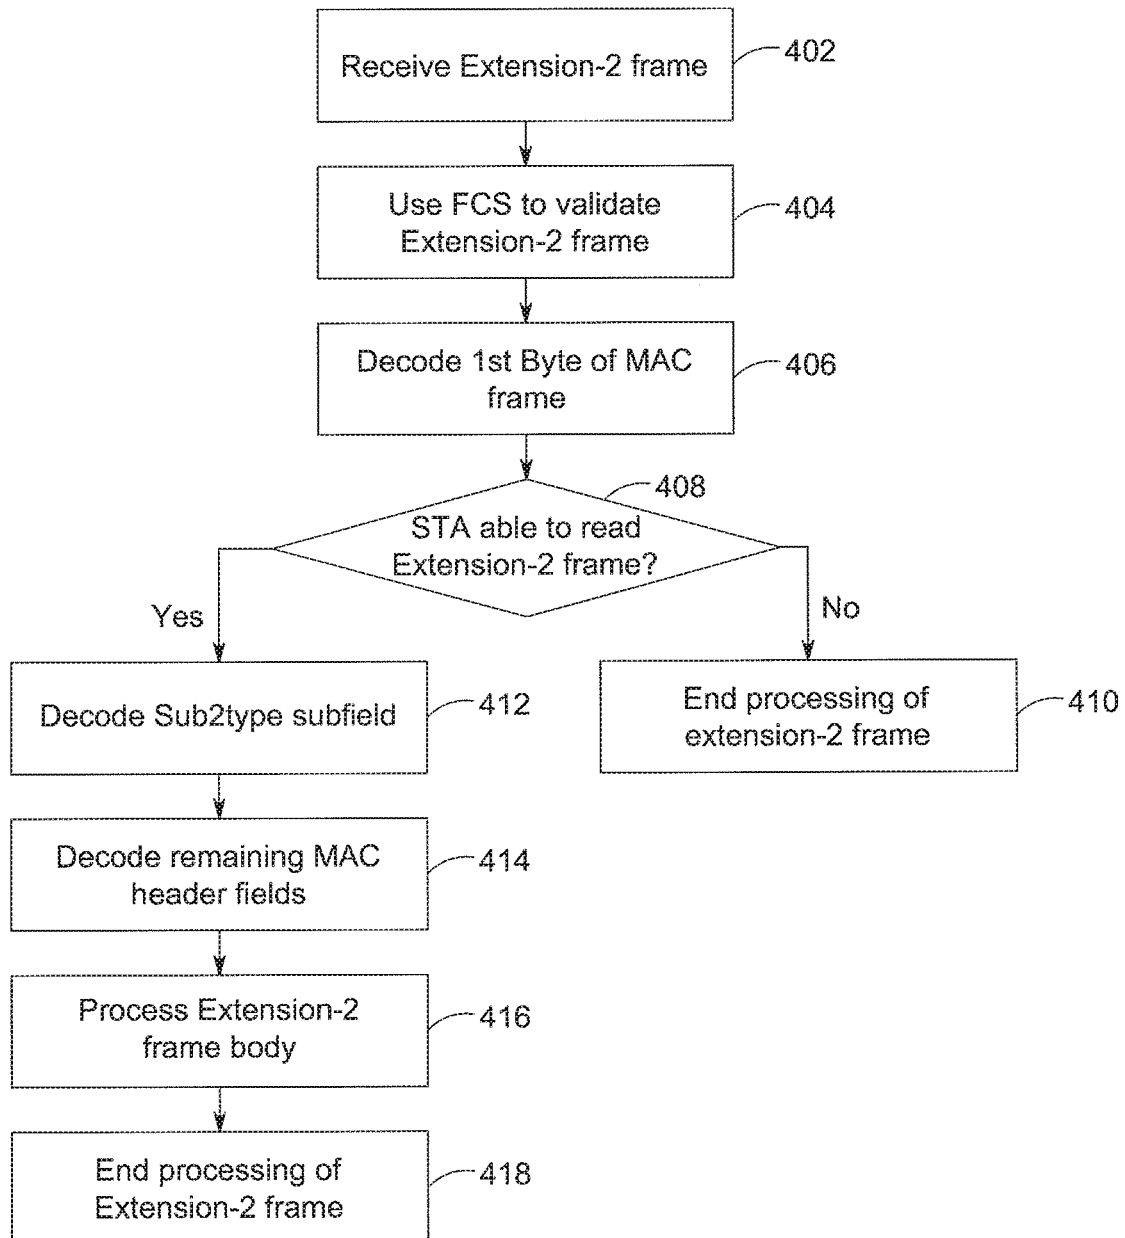 Receive Extension-2 frame
402
Use FCS to validate
Extension-2 frame
404
Decode 1st Byte of MAC
frame
406
408
STA able to read
Extension-2 frame?
Yes
No
Decode Sub2type subfield
412
End processing of
extension-2 frame
410
Decode remaining MAC
header fields
414
Process Extension-2
frame body
416
End processing of
Extension-2 frame
418